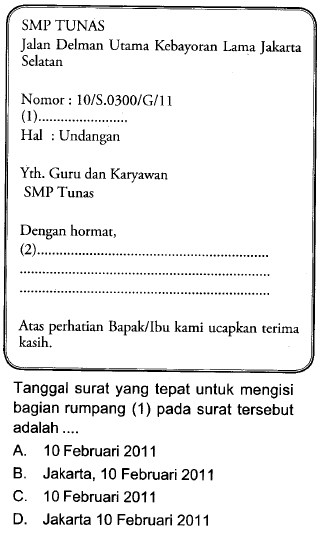 SMP TUNAS
Jalan Delman Utama Kebayoran Lama Jakarta
Selatan
Nomor : 10/S.0300/G/11
(1)........................
Hal : Undangan
Yth. Guru dan Karyawan
SMP Tunas
Dengan hormat,
(2)..............................................................
....................................................................
....................................................................
Atas perhatian Bapak/Ibu kami ucapkan terima
kasih.
Tanggal surat yang tepat untuk mengisi
bagian rumpang (1) pada surat tersebut
adalah ....
A. 10 Februari 2011
B. Jakarta, 10 Februari 2011
C. 10 Februari 2011
D. Jakarta 10 Februari 2011